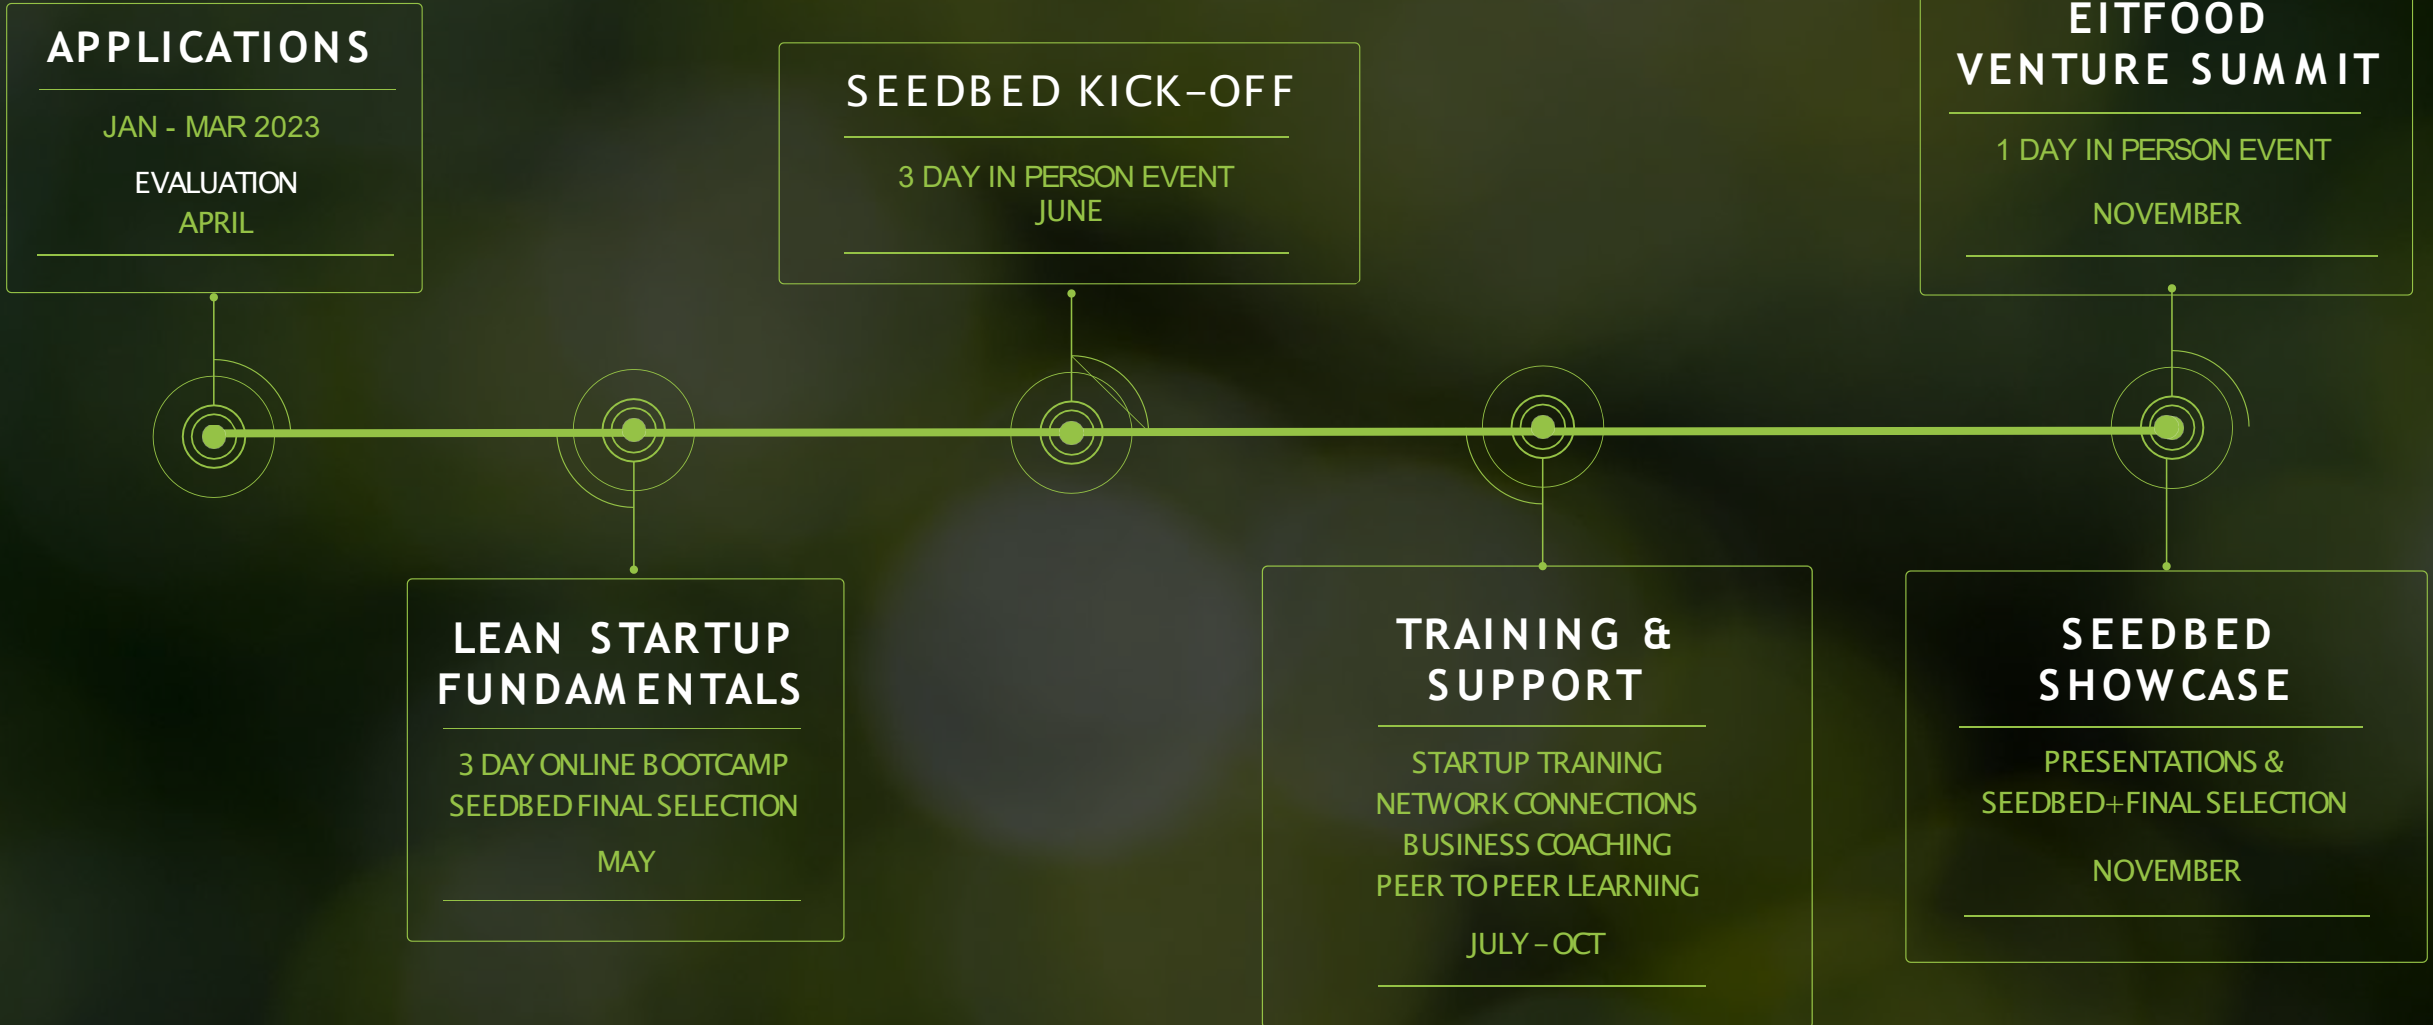 APPLICATIONS
JAN - MAR 2023
EVALUATION
APRIL
LEAN STARTUP
FUNDAMENTALS
3 DAY ONLINE BOOTCAMP
SEEDBED FINAL SELECTION
MAY
SEEDBED KICK-OFF
3 DAY IN PERSON EVENT
JUNE
TRAINING &
SUPPORT
STARTUP TRAINING
NETWORK CONNECTIONS
BUSINESS COACHING
PEER TO PEER LEARNING
JULY – OCT
EITFOOD
VENTURE SUMMIT
1 DAY IN PERSON EVENT
NOVEMBER
SEEDBED
SHOWCASE
PRESENTATIONS &
SEEDBED+FINAL SELECTION
NOVEMBER